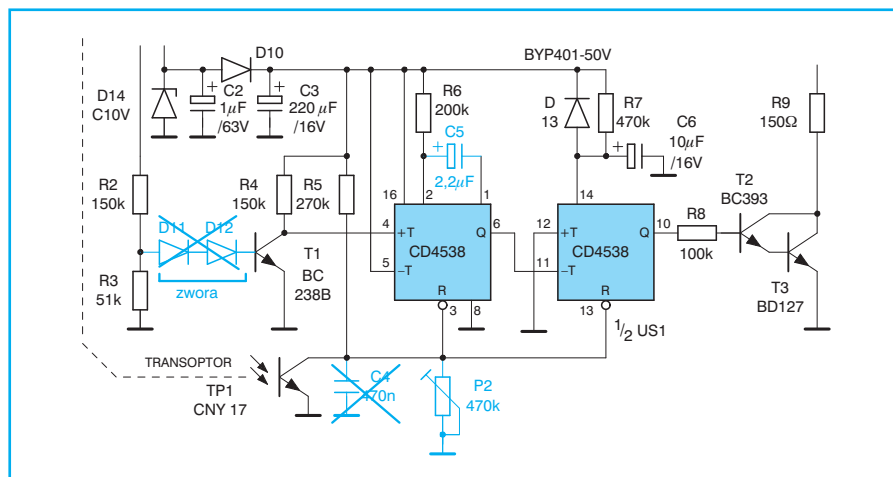 BYP401-50V
D10
D14
C10V
C2
1μF
/63V
+
C3
220 μF
/16V
+
R6
200k
C5
+
2,2μF
D
13
R7
470k
C6
10μF
/16V
+
R9
150Ω
R2
150k
R4
150k
R5
270k
16
2
1
14
T2
BC393
D11
D12
4
+T
Q
6
CD4538
5
–T
R
3
8
12
+T
Q
10
CD4538
11
–T
R
13
R8
100k
T1
BC
238B
R3
51k
zwora
T3
BD127
1/2 US1
TRANSOPTOR
TP1
CNY 17
C4
470n
P2
470k